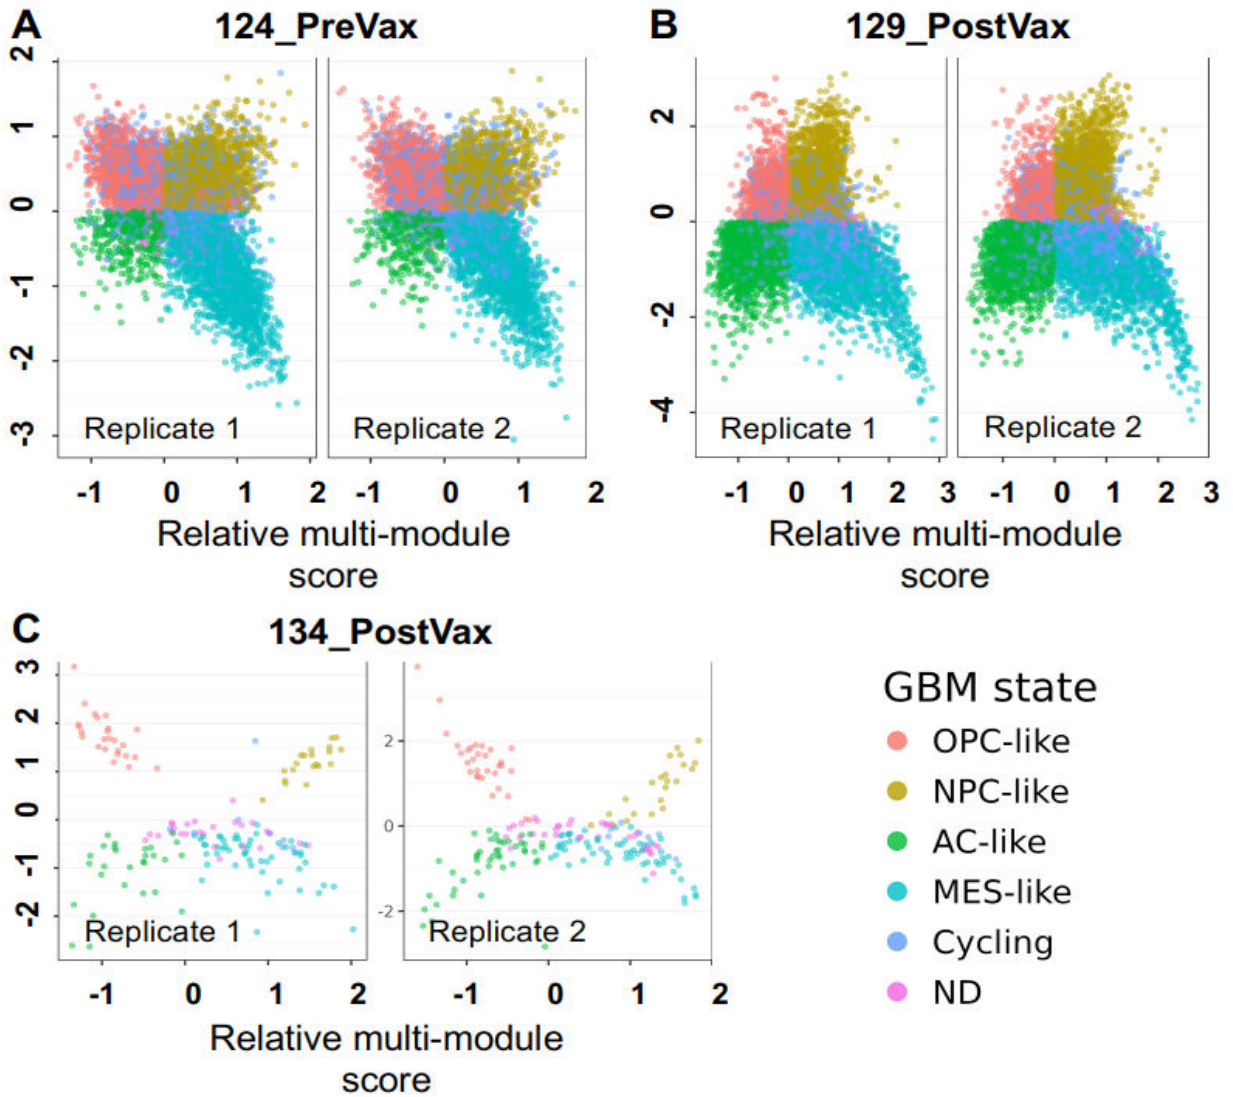 A
124_PreVax
B
129_PostVax
2
1
0
-1
-2
-3
Replicate 1
Replicate 2
-1 0 1 2
-1 0 1 2
Relative multi-module
score
2
0
-2
-4
Replicate 1
Replicate 2
-1 0 1 2 3
-1 0 1 2 3
Relative multi-module
score
C
134_PostVax
3
2
1
0
-1
-2
Replicate 1
2
0
-2
Replicate 2
-1 0 1 2
-1 0 1 2
Relative multi-module
score
GBM state
OPC-like
NPC-like
AC-like
MES-like
Cycling
ND